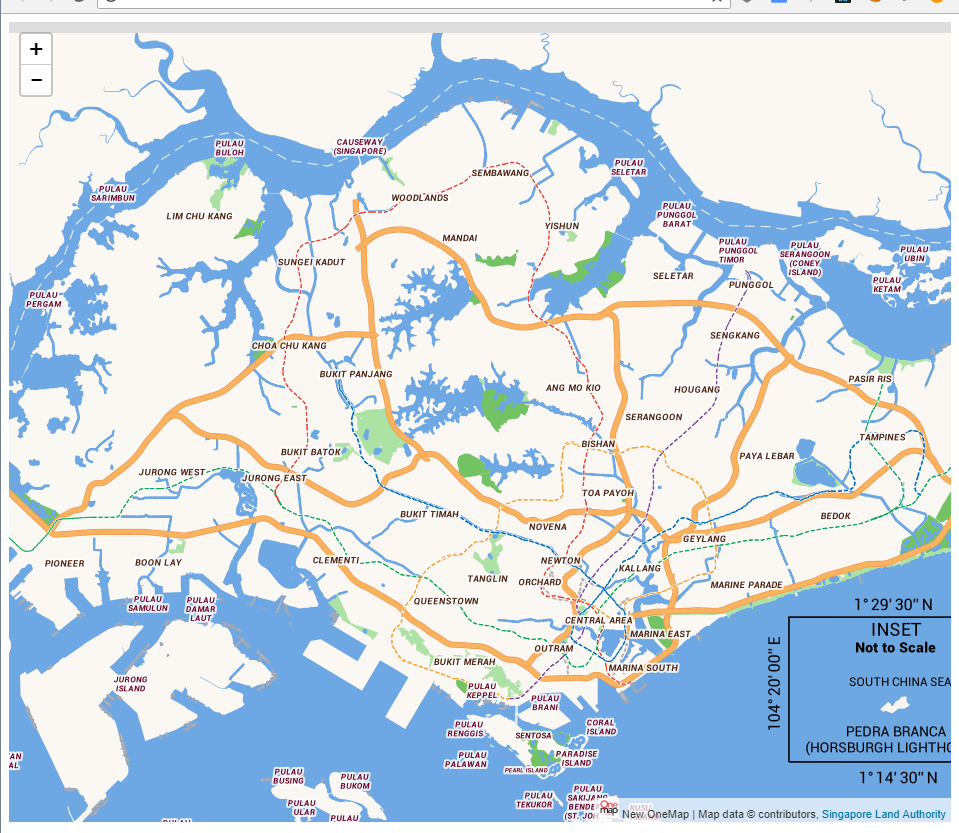 +
−
PULAU
BULOH
CAUSEWAY
(SINGAPORE)
SEMBAWANG
PULAU
SELETAR
PULAU
SARIMBUN
WOODLANDS
LIM CHU KANG
PULAU
PUNGGOL
BARAT
YISHUN
MANDAI
PULAU
PUNGGOL
TIMOR
PULAU
SERANGOON
(CONEY
ISLAND)
PULAU
UBIN
SUNGEI KADUT
SELETAR
PUNGGOL
PULAU
KETAM
PULAU
PERGAM
SENGKANG
CHOA CHU KANG
BUKIT PANJANG
PASIR RIS
ANG MO KIO
HOUGANG
SERANGOON
TAMPINES
BISHAN
BUKIT BATOK
PAYA LEBAR
JURONG WEST
JURONG EAST
TOA PAYOH
BUKIT TIMAH
BEDOK
NOVENA
GEYLANG
PIONEER
BOON LAY
CLEMENTI
NEWTON
KALLANG
TANGLIN
ORCHARD
MARINE PARADE
QUEENSTOWN
PULAU
SAMULUN
PULAU
DAMAR
LAUT
CENTRAL AREA
MARINA EAST
OUTRAM
BUKIT MERAH
MARINA SOUTH
JURONG
ISLAND
PULAU
KEPPEL
PULAU
BRANI
PULAU
RENGGIS
CORAL
ISLAND
SENTOSA
PULAU
PALAWAN
PARADISE
ISLAND
PEARL ISLAND
PULAU
BUSING
PULAU
BUKOM
PULAU
ULAR
PULAU
PULAU
TEKUKOR
PULAU
SAKIJANG
BENDE
(ST. JOH
KUSU
PULAU
1° 29' 30" N
104° 20' 00" E
INSET
Not to Scale
SOUTH CHINA SEA
PEDRA BRANCA
(HORSBURGH LIGHTHO
1° 14' 30" N
One
map
New OneMap | Map data © contributors, Singapore Land Authority